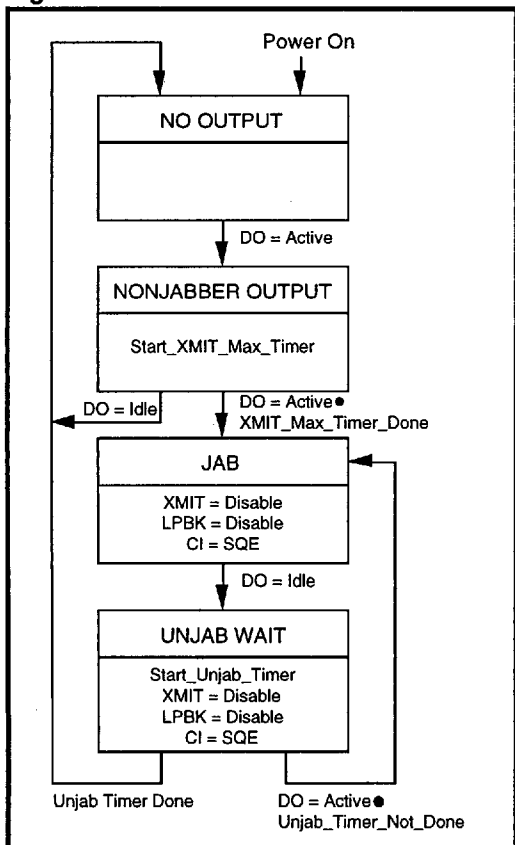 Power On
NO OUTPUT
DO = Active
NONJABBER OUTPUT
Start_XMIT_Max_Timer
DO = Idle
DO = Active●
XMIT_Max_Timer_Done
JAB
XMIT = Disable
LPBK = Disable
CI = SQE
DO = Idle
UNJAB WAIT
Start_Unjab_Timer
XMIT = Disable
LPBK = Disable
CI = SQE
Unjab Timer Done
DO = Active●
Unjab_Timer_Not_Done